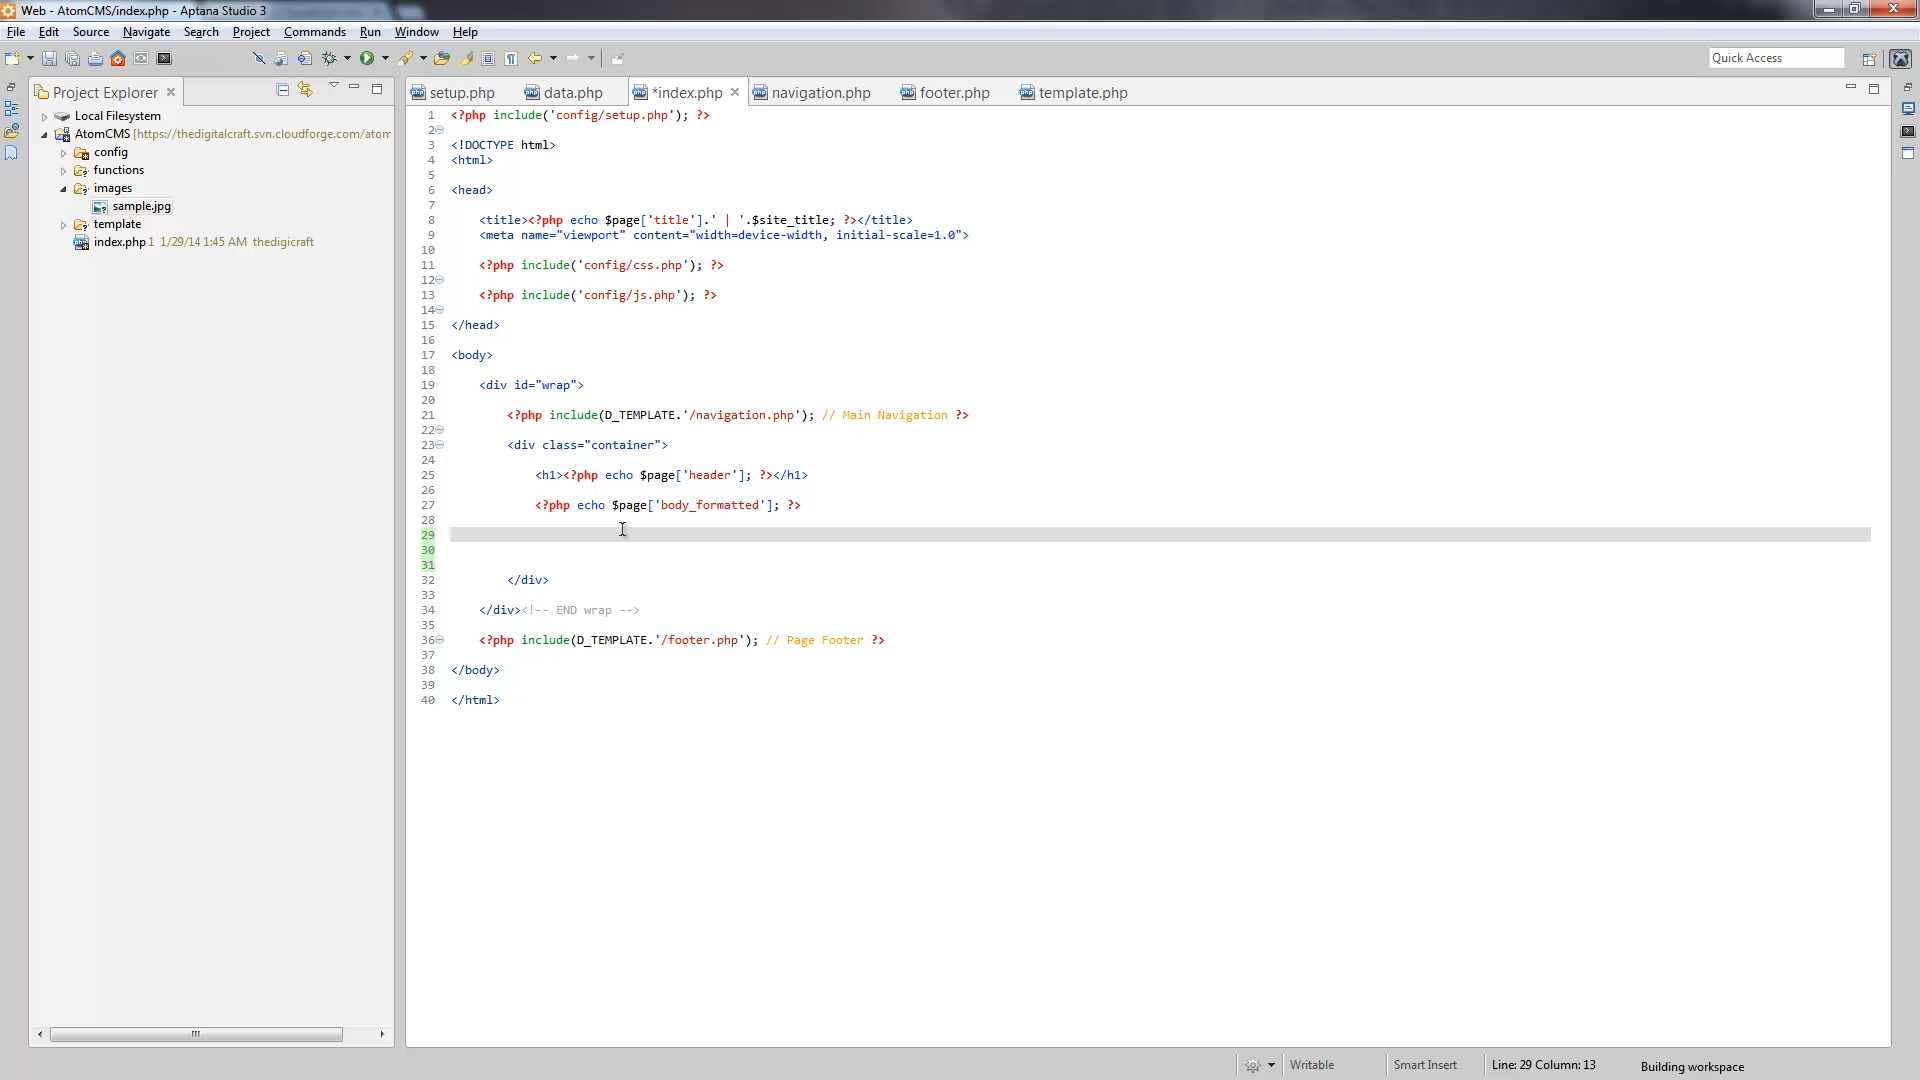 Web - AtomCMS/index.php - Aptana Studio 3
File Edit Source Navigate Search Project Commands Run Window Help
Quick Access
Project Explorer
Local Filesystem
AtomCMS [https://thedigitalcraft.svn.cloudforge.com/atom
config
functions
images
sample.jpg
template
index.php 1 1/29/14 1:45 AM thedigicraft
setup.php data.php *index.php navigation.php footer.php template.php
1 <?php include('config/setup.php'); ?>
2
3 <!DOCTYPE html>
4 <html>
5
6 <head>
7
8 <title><?php echo $page['title'].' | '.$site_title; ?></title>
9 <meta name="viewport" content="width=device-width, initial-scale=1.0">
10
11 <?php include('config/css.php'); ?>
12
13 <?php include('config/js.php'); ?>
14
15 </head>
16
17 <body>
18
19 <div id="wrap">
20
21 <?php include(D_TEMPLATE.'/navigation.php'); // Main Navigation ?>
22
23 <div class="container">
24
25 <h1><?php echo $page['header']; ?></h1>
26
27 <?php echo $page['body_formatted']; ?>
28
29
30
31
32 </div>
33
34 </div><!-- END wrap -->
35
36 <?php include(D_TEMPLATE.'/footer.php'); // Page Footer ?>
37
38 </body>
39
40 </html>
Writable Smart Insert Line: 29 Column: 13 Building workspace